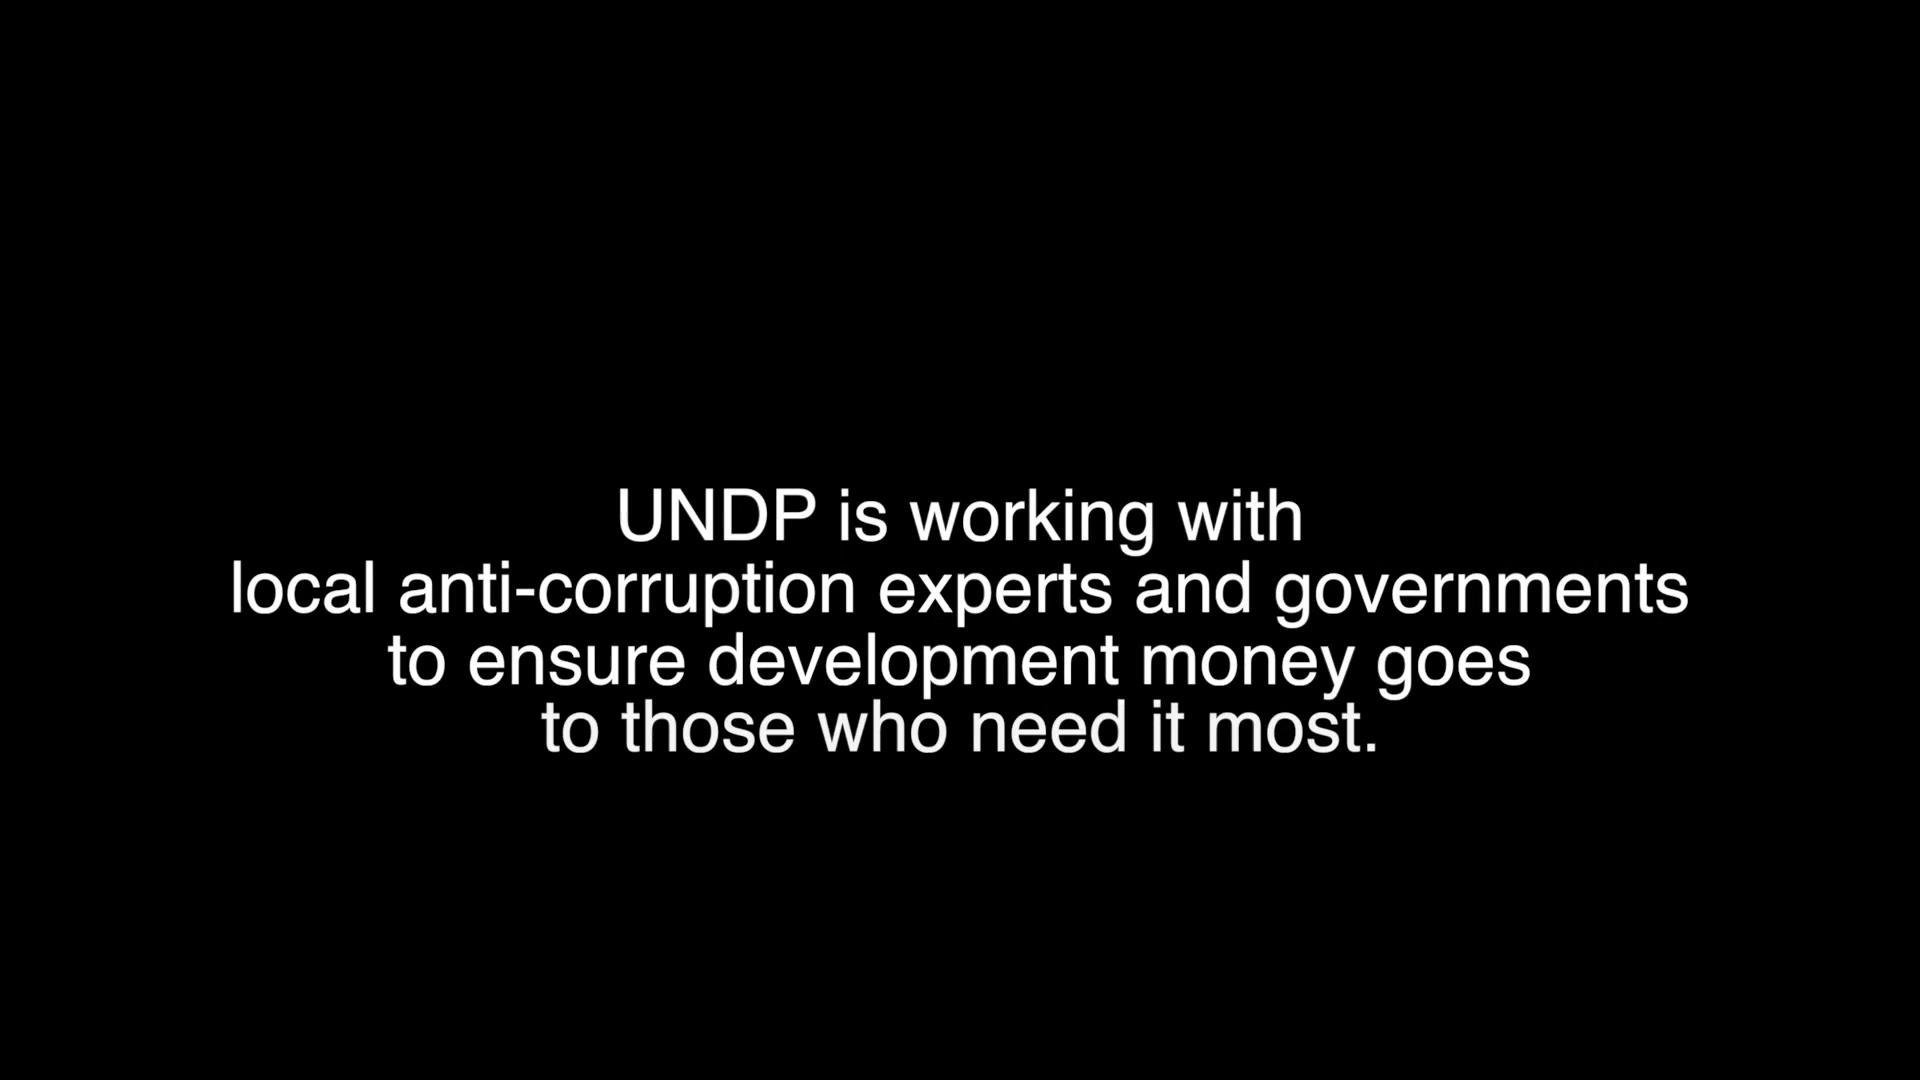 UNDP is working with
local anti-corruption experts and governments
to ensure development money goes
to those who need it most.